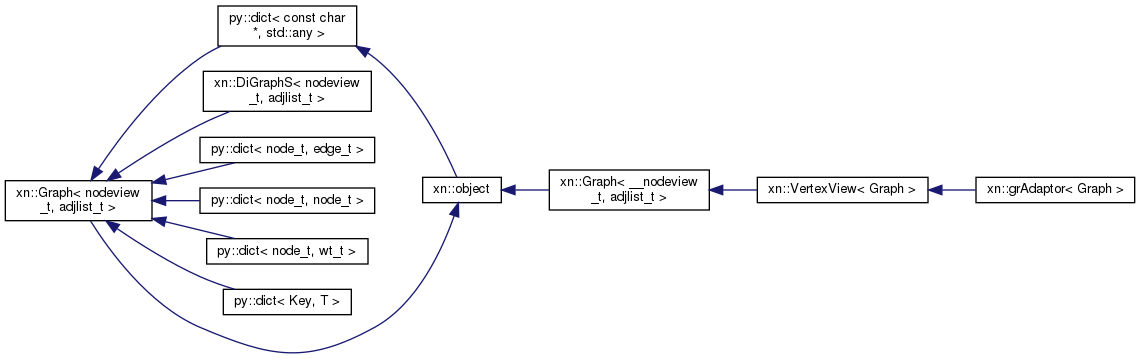 py::dict< const char
*, std::any >
xn::DiGraphS< nodeview
_t, adjlist_t >
py::dict< node_t, edge_t >
xn::Graph< nodeview
_t, adjlist_t >
py::dict< node_t, node_t >
py::dict< node_t, wt_t >
py::dict< Key, T >
xn::object
xn::Graph< __nodeview
_t, adjlist_t >
xn::VertexView< Graph >
xn::grAdaptor< Graph >